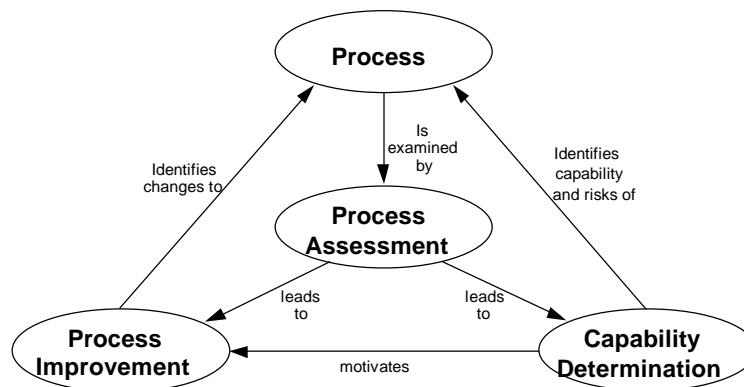 Process
Is
examined
by
Identifies
changes to
Identifies
capability
and risks of
Process
Assessment
leads
to
leads
to
Process
Improvement
motivates
Capability
Determination